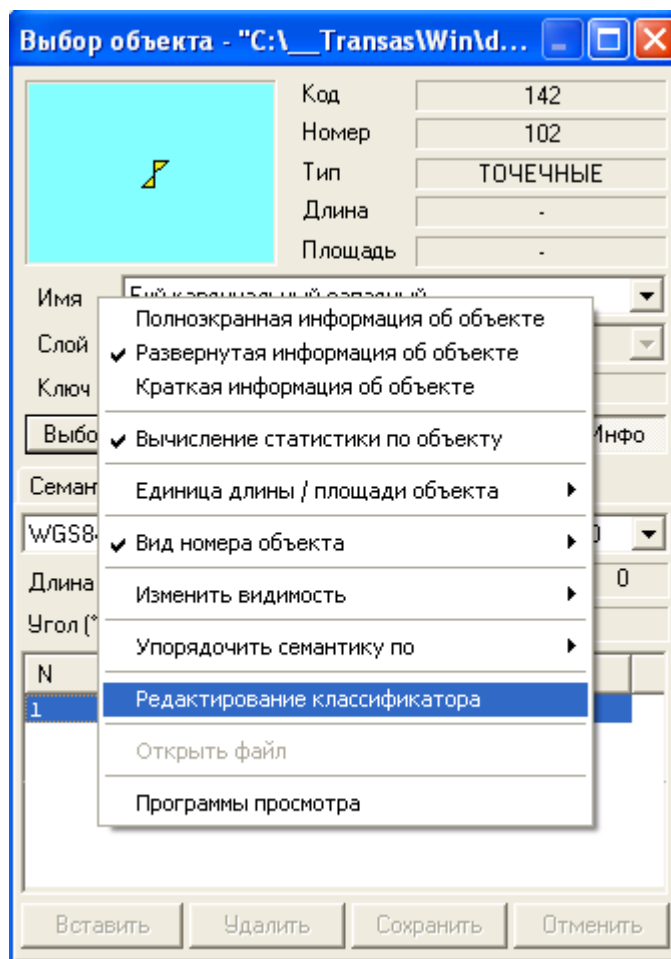 Выбор объекта - "C:\__Transas\Win\d...
Код 142
Номер 102
Тип ТОЧЕЧНЫЕ
Длина -
Площадь -
Имя
Слой
Ключ
Выбо
Инфо
Семан
WGS84
Длина 0
Угол (°
N
1
Полноэкранная информация об объекте
Развернутая информация об объекте
Краткая информация об объекте
Вычисление статистики по объекту
Единица длины / площади объекта
Вид номера объекта
Изменить видимость
Упорядочить семантику по
Редактирование классификатора
Открыть файл
Программы просмотра
Вставить Удалить Сохранить Отменить